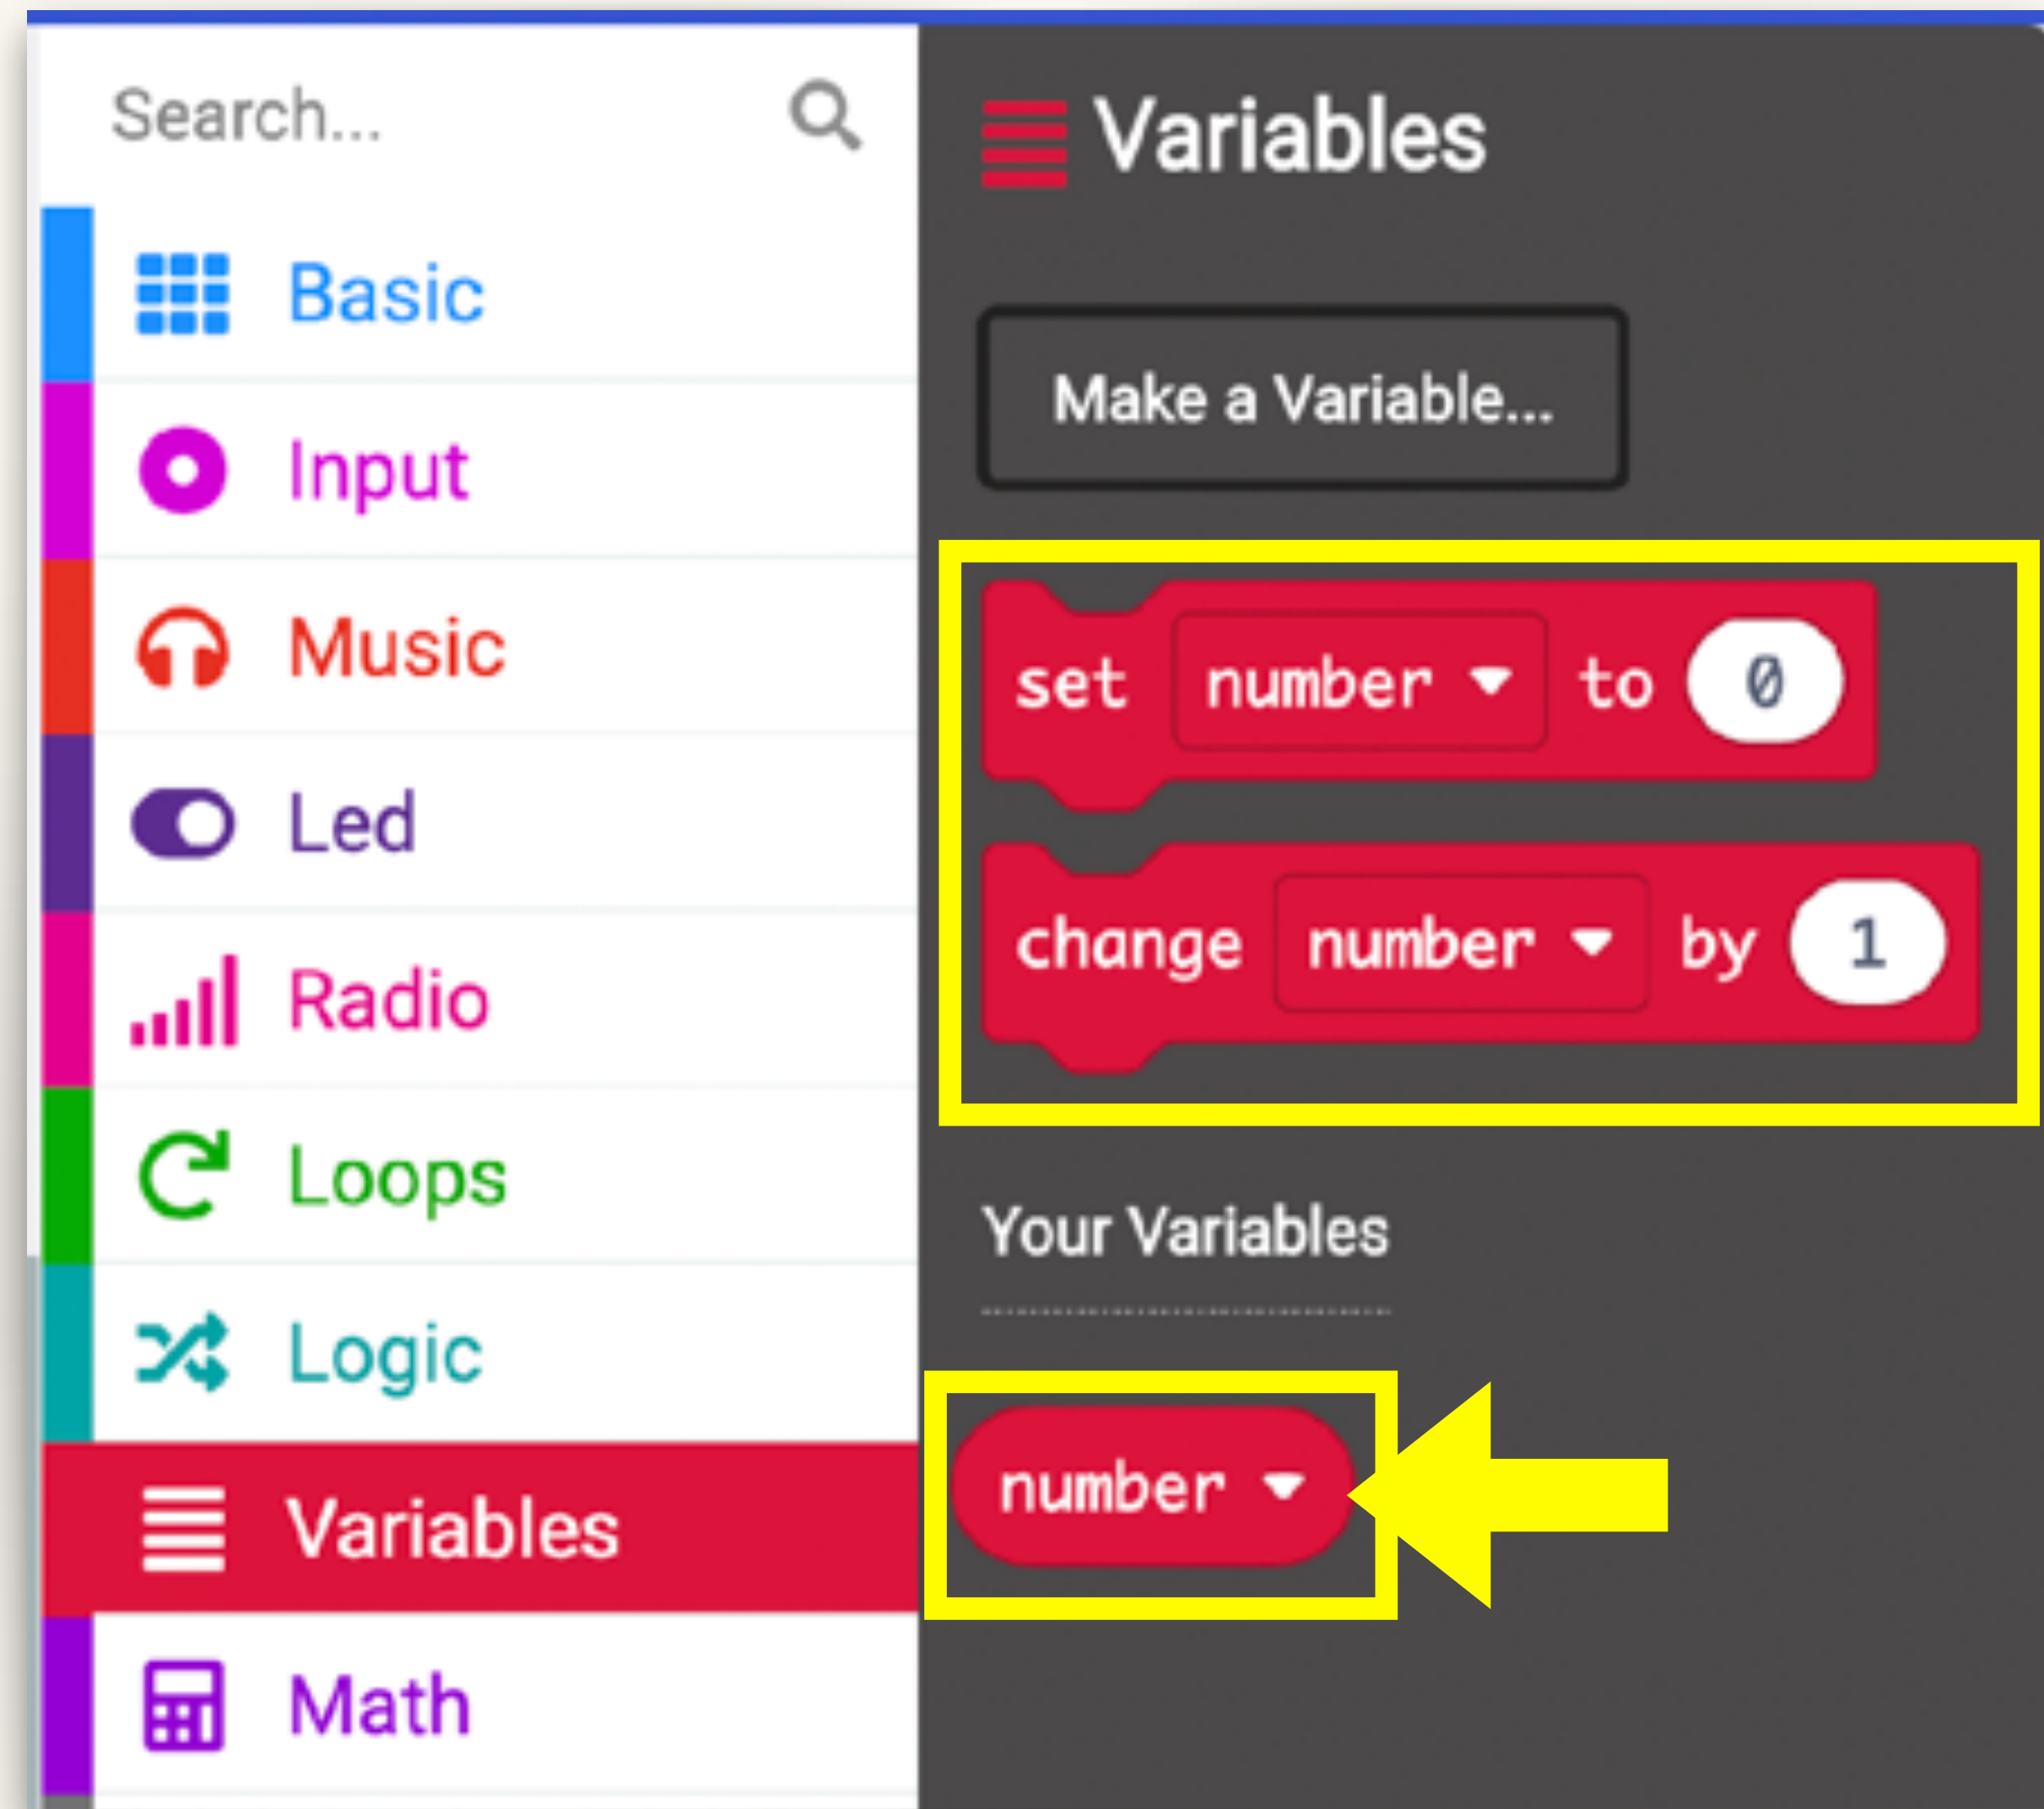 Search...
Basic
Input
Music
Led
Radio
Loops
Logic
Variables
Math
Variables
Make a Variable...
set number to 0
change number by 1
Your Variables
number